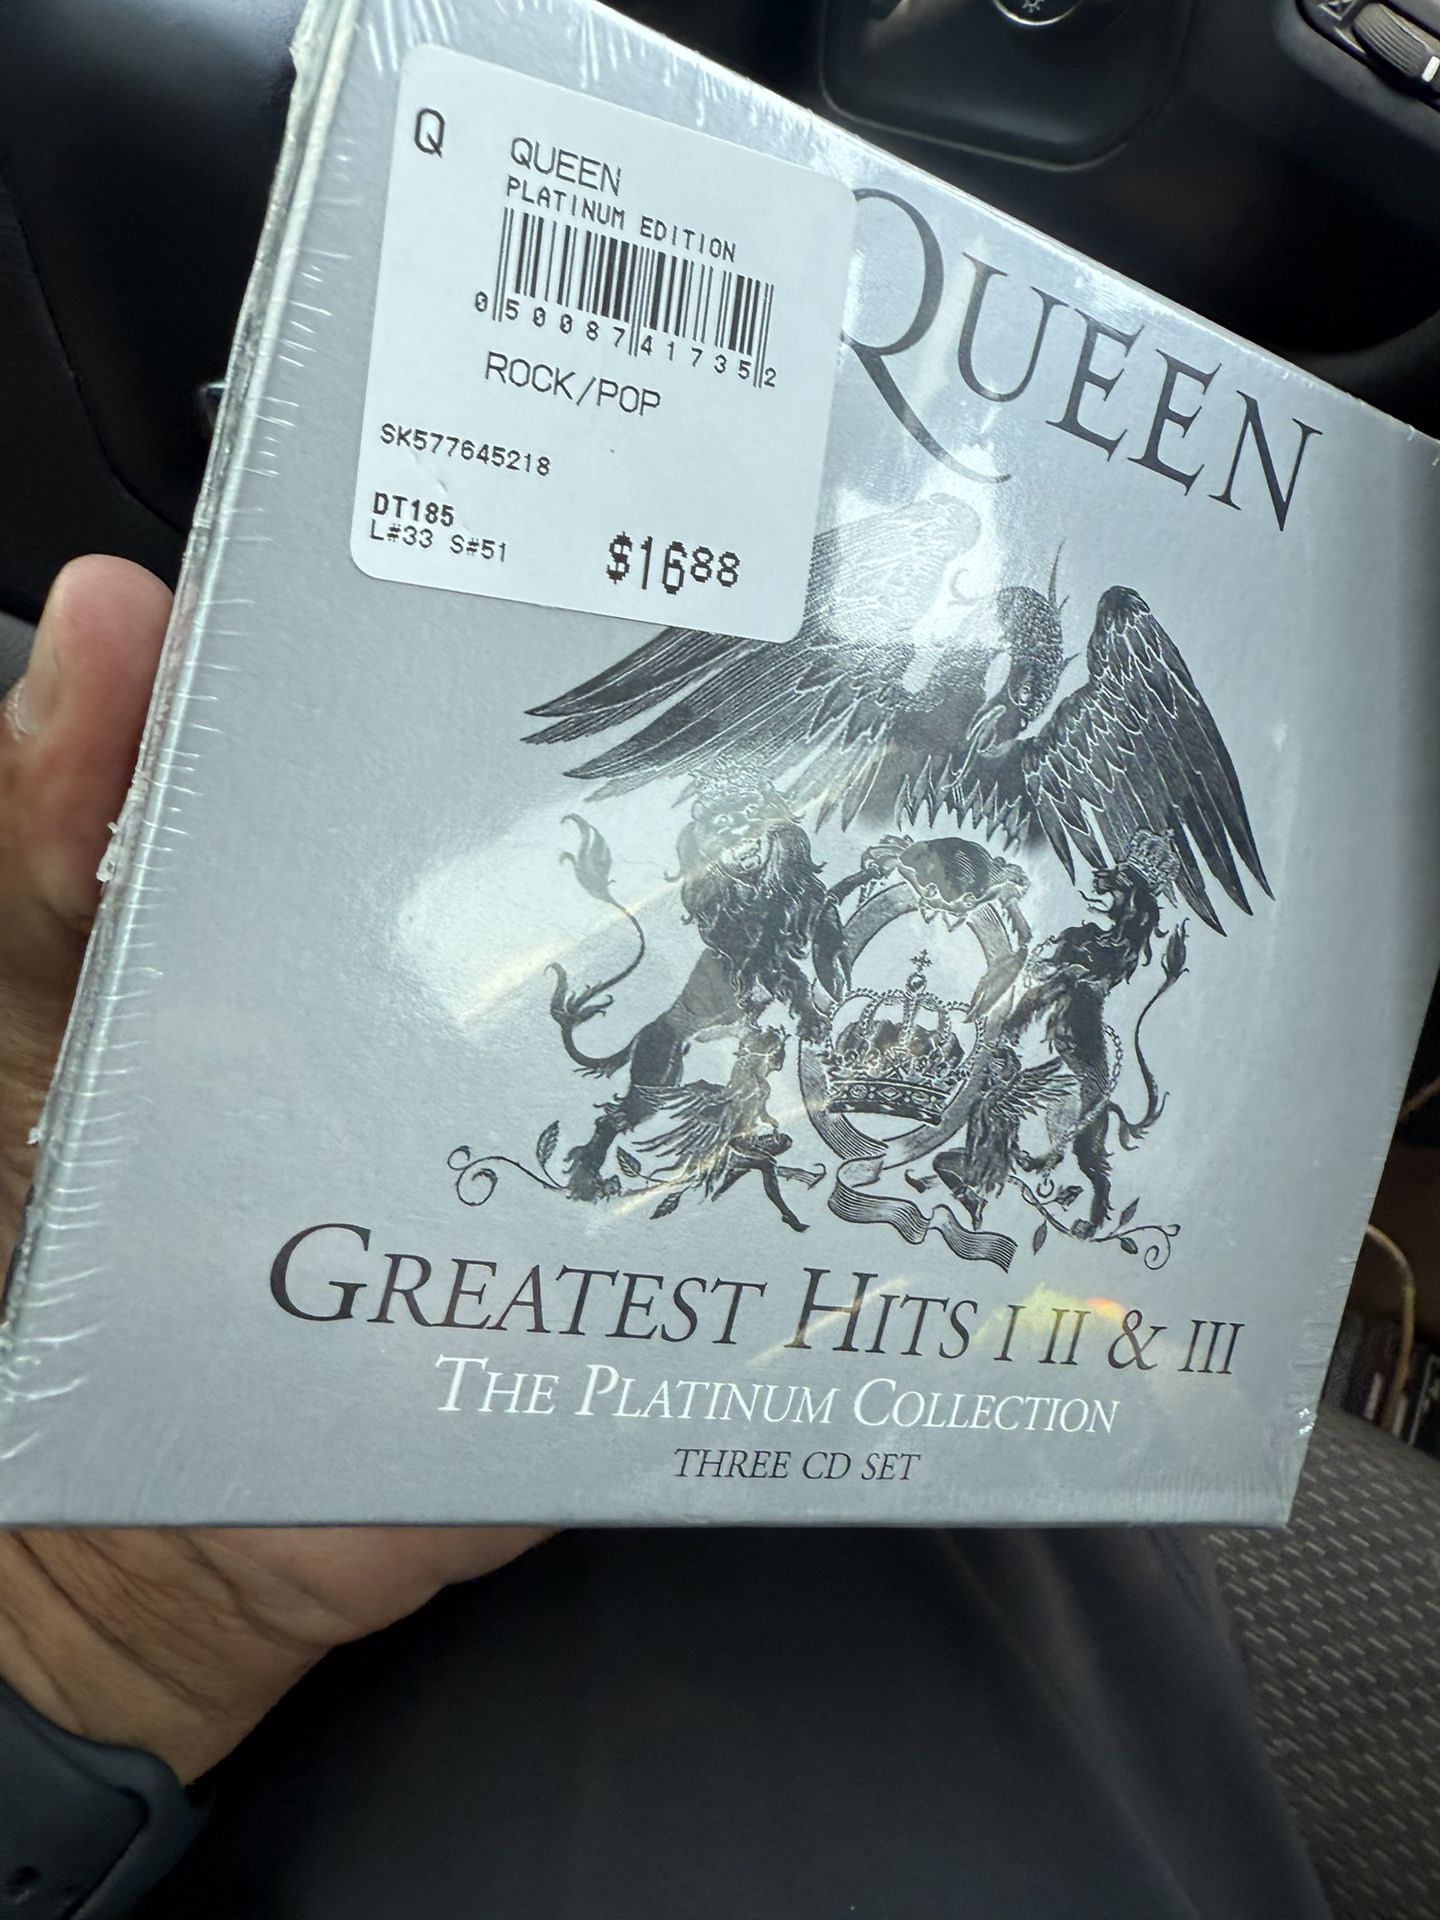 Q
QUEEN
PLATINUM EDITION
0 50087 41735 2
ROCK/POP
SK577645218
DT185
L#33 S#51
$16.88
QUEEN
GREATEST HITS I II & III
THE PLATINUM COLLECTION
THREE CD SET